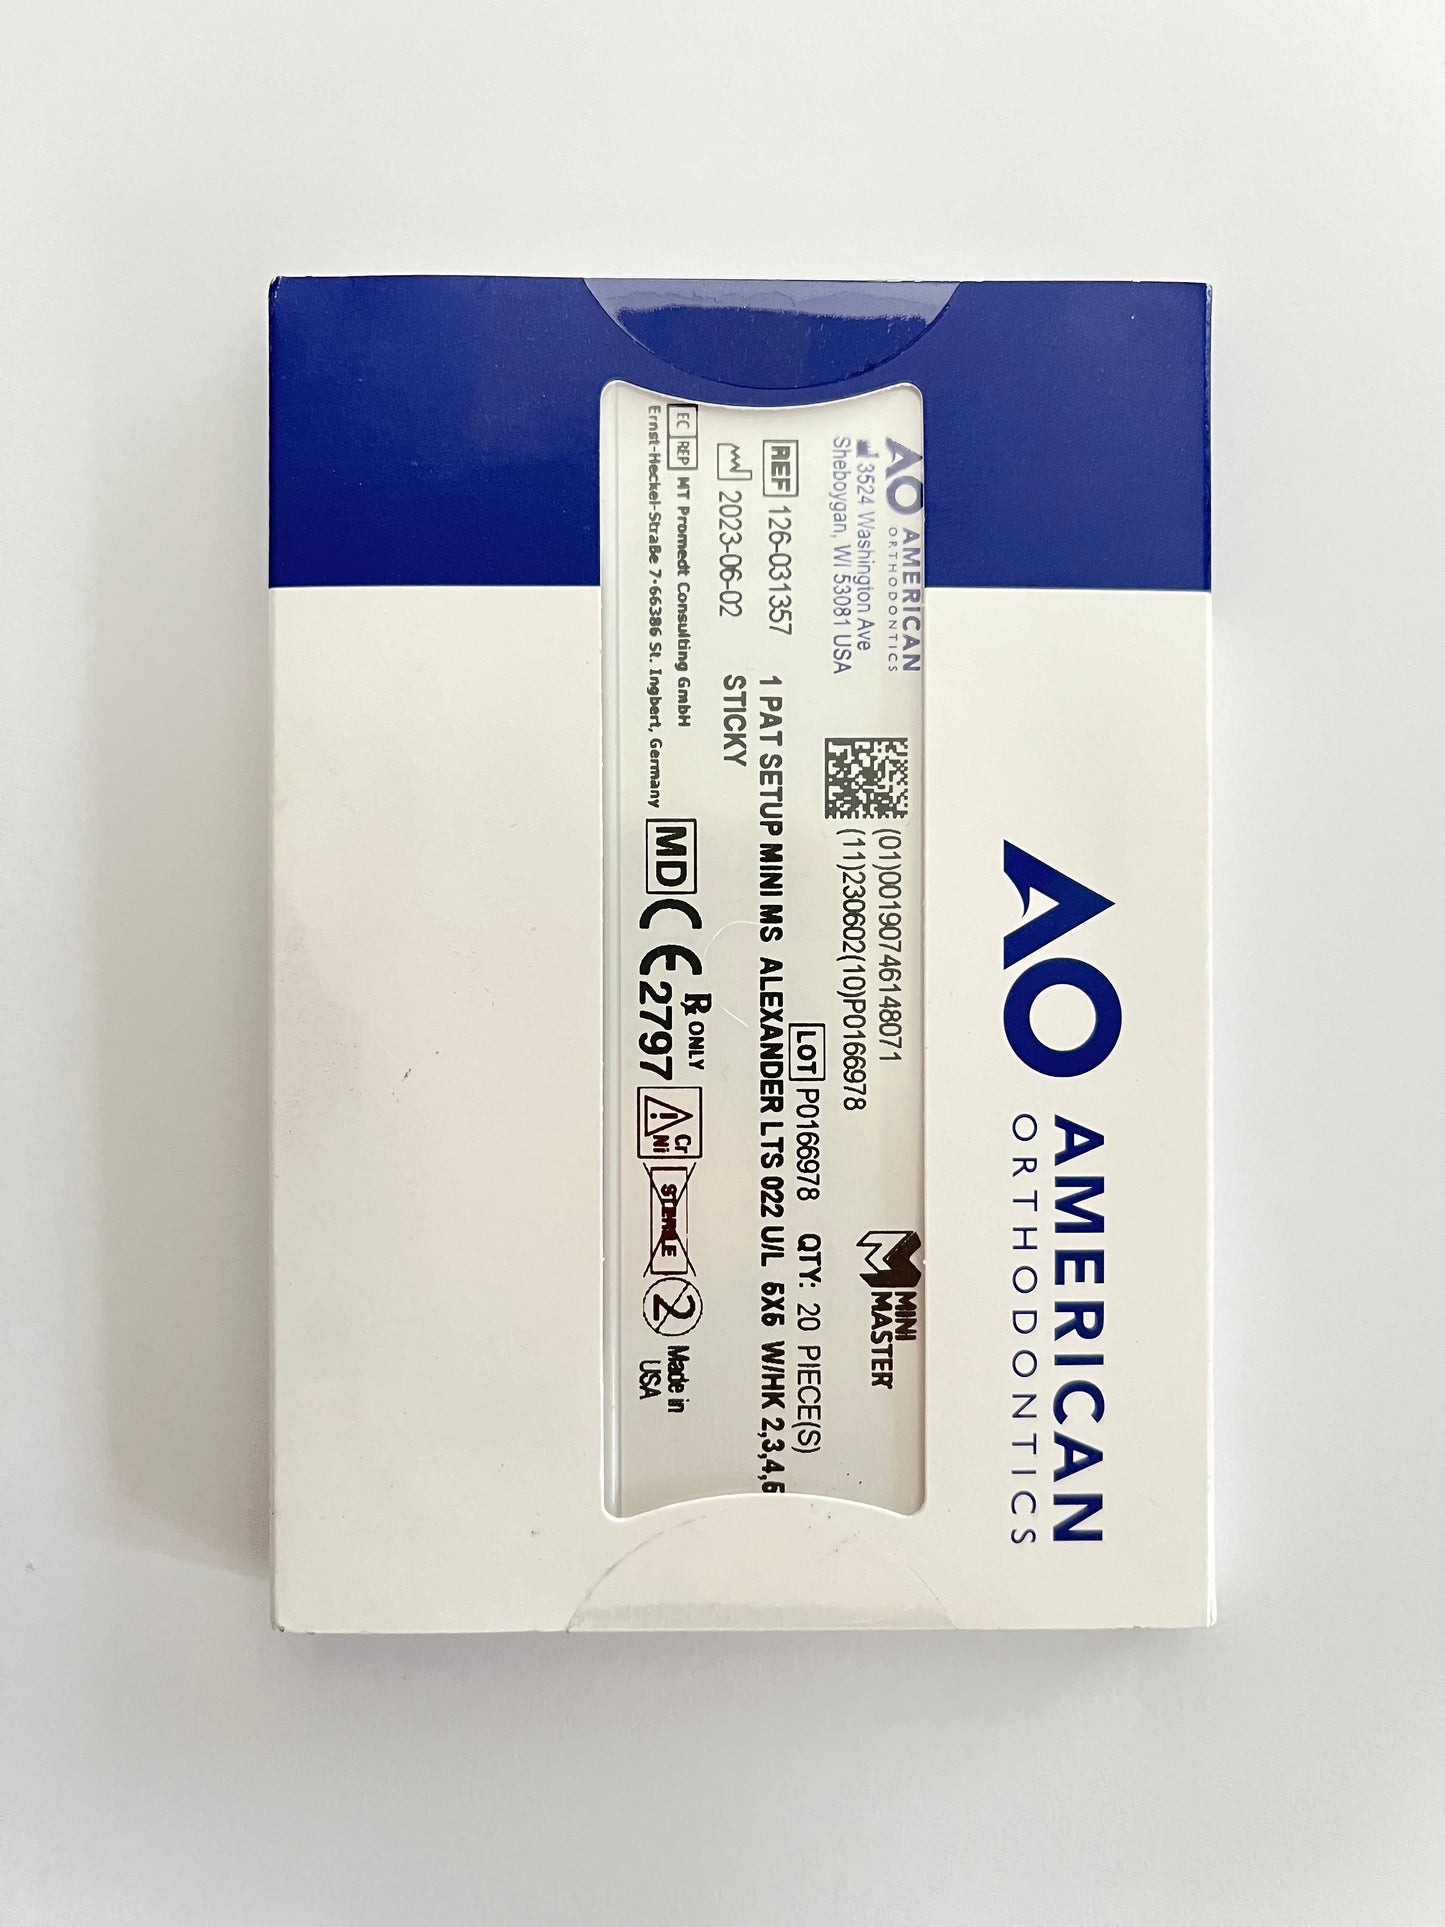 AO AMERICAN
ORTHODONTICS
AO AMERICAN
ORTHODONTICS
3524 Washington Ave
Sheboygan, WI 53081 USA
(01)00190746148071
(11)230602(10)P0166978
MINI
MASTER
REF 126-031357
LOT P0166978 QTY: 20 PIECE(S)
2023-06-02
1 PAT SETUP MINI MS ALEXANDER LTS 022 U/L 5X5 W/HK 2,3,4,5
STICKY
EC REP MT Promedt Consulting GmbH
Ernst-Heckel-Straße 7·66386 St. Ingbert, Germany
MD
CE 2797
Rx ONLY
Cr
Ni
STERILE
2
Made in
USA